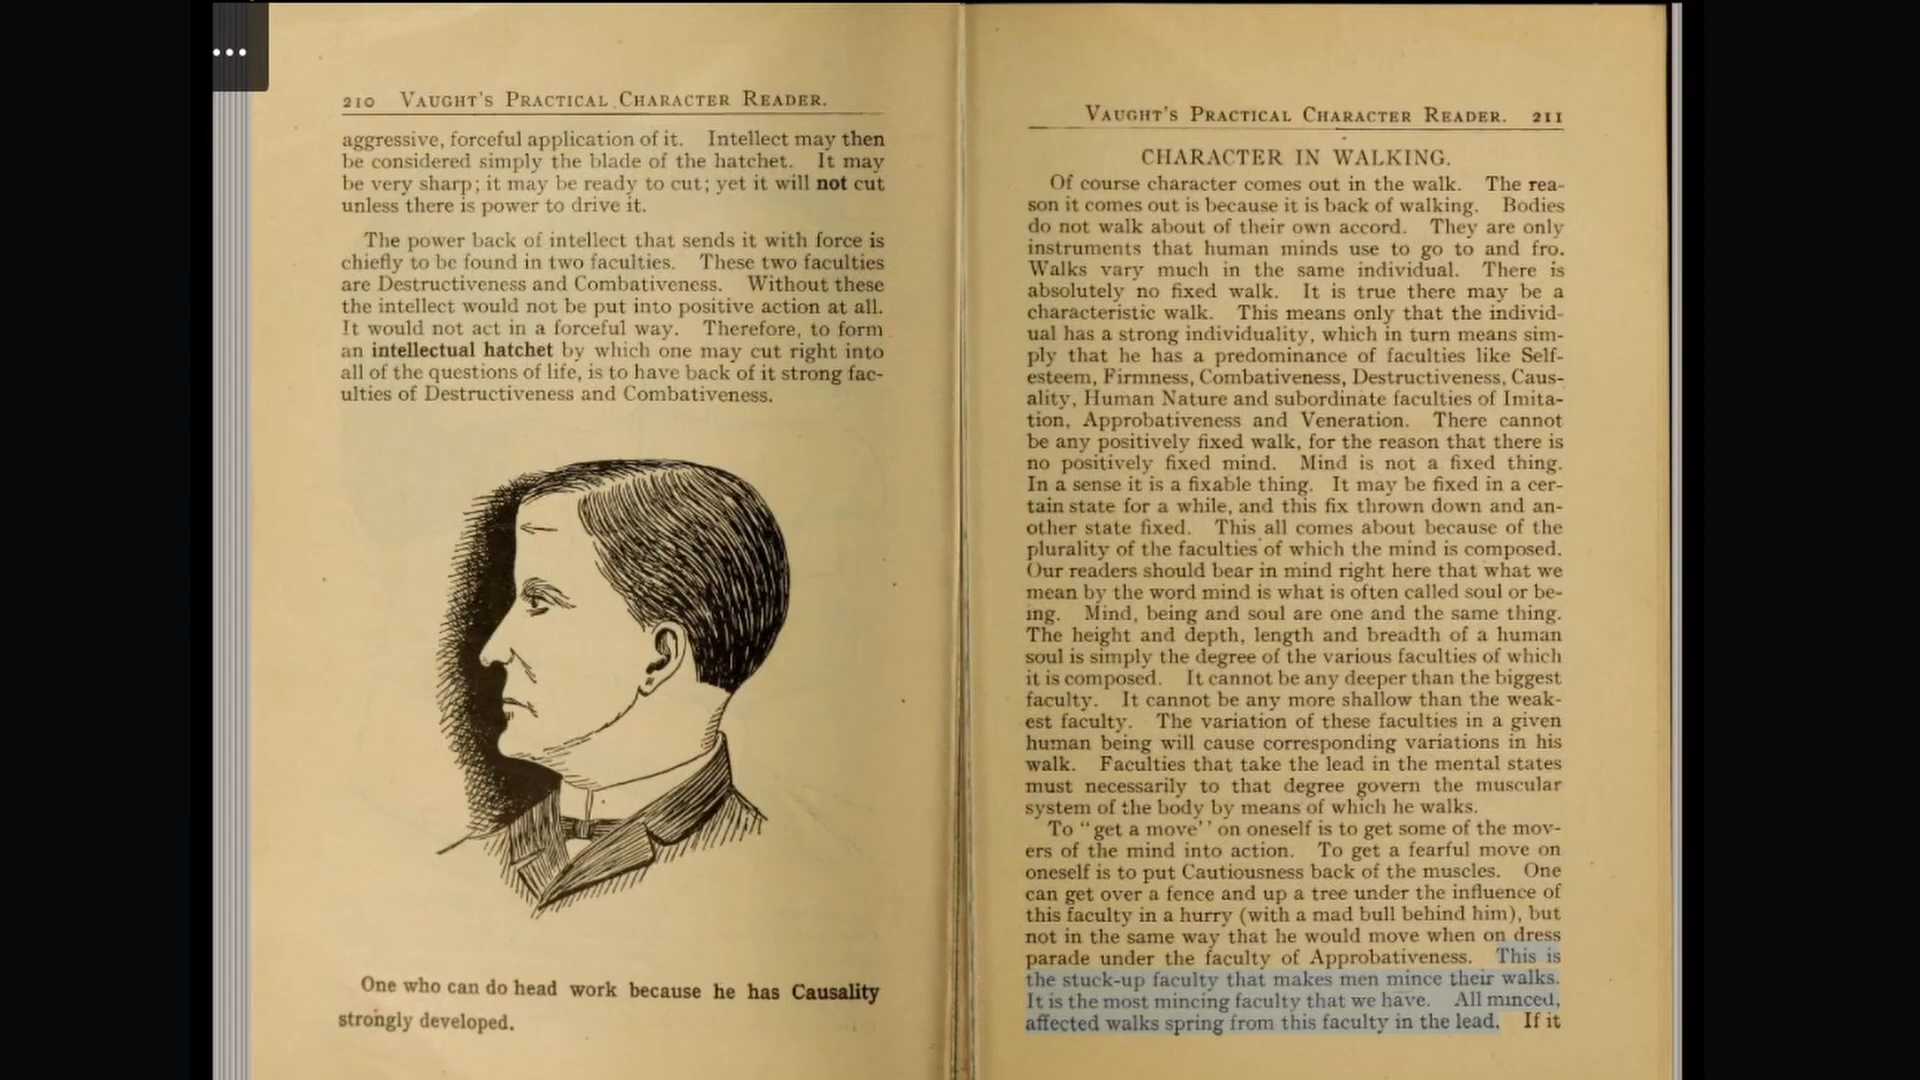 210 VAUGHT'S PRACTICAL CHARACTER READER.
aggressive, forceful application of it. Intellect may then
be considered simply the blade of the hatchet. It may
be very sharp; it may be ready to cut; yet it will not cut
unless there is power to drive it.
The power back of intellect that sends it with force is
chiefly to be found in two faculties. These two faculties
are Destructiveness and Combativeness. Without these
the intellect would not be put into positive action at all.
It would not act in a forceful way. Therefore, to form
an intellectual hatchet by which one may cut right into
all of the questions of life, is to have back of it strong fac-
ulties of Destructiveness and Combativeness.
One who can do head work because he has Causality
strongly developed.
VAUGHT'S PRACTICAL CHARACTER READER. 211
CHARACTER IN WALKING.
Of course character comes out in the walk. The rea-
son it comes out is because it is back of walking. Bodies
do not walk about of their own accord. They are only
instruments that human minds use to go to and fro.
Walks vary much in the same individual. There is
absolutely no fixed walk. It is true there may be a
characteristic walk. This means only that the individ-
ual has a strong individuality, which in turn means sim-
ply that he has a predominance of faculties like Self-
esteem, Firmness, Combativeness, Destructiveness, Caus-
ality, Human Nature and subordinate faculties of Imita-
tion, Approbativeness and Veneration. There cannot
be any positively fixed walk, for the reason that there is
no positively fixed mind. Mind is not a fixed thing.
In a sense it is a fixable thing. It may be fixed in a cer-
tain state for a while, and this fix thrown down and an-
other state fixed. This all comes about because of the
plurality of the faculties of which the mind is composed.
Our readers should bear in mind right here that what we
mean by the word mind is what is often called soul or be-
ing. Mind, being and soul are one and the same thing.
The height and depth, length and breadth of a human
soul is simply the degree of the various faculties of which
it is composed. It cannot be any deeper than the biggest
faculty. It cannot be any more shallow than the weak-
est faculty. The variation of these faculties in a given
human being will cause corresponding variations in his
walk. Faculties that take the lead in the mental states
must necessarily to that degree govern the muscular
system of the body by means of which he walks.
To "get a move" on oneself is to get some of the mov-
ers of the mind into action. To get a fearful move on
oneself is to put Cautiousness back of the muscles. One
can get over a fence and up a tree under the influence of
this faculty in a hurry (with a mad bull behind him), but
not in the same way that he would move when on dress
parade under the faculty of Approbativeness. This is
the stuck-up faculty that makes men mince their walks.
It is the most mincing faculty that we have. All minced,
affected walks spring from this faculty in the lead. If it